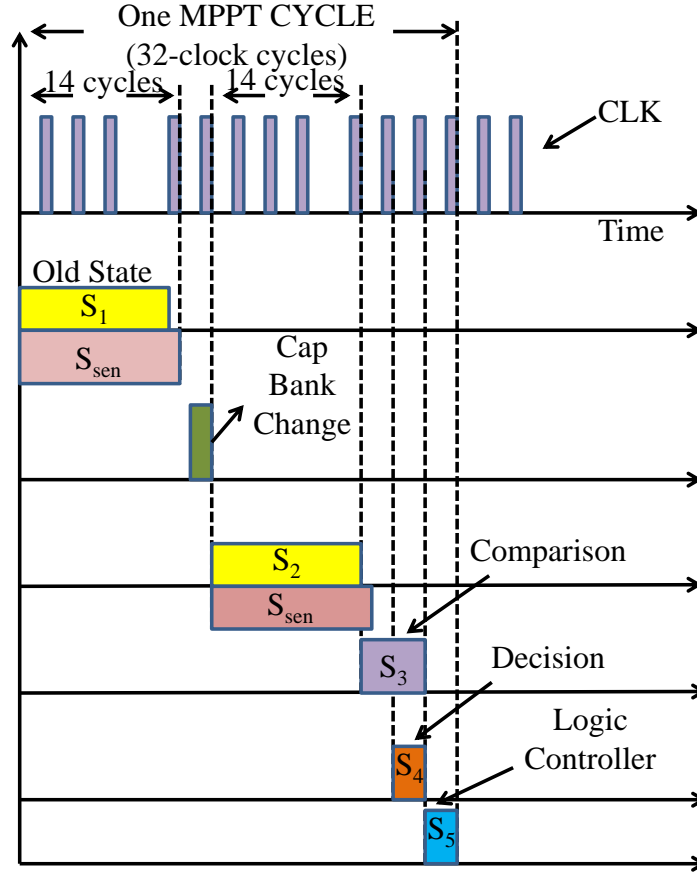 One MPPT CYCLE
(32-clock cycles)
14 cycles
14 cycles
CLK
Time
Old State
S1
Ssen
Cap
Bank
Change
S2
Ssen
Comparison
S3
Decision
S4
Logic
Controller
S5